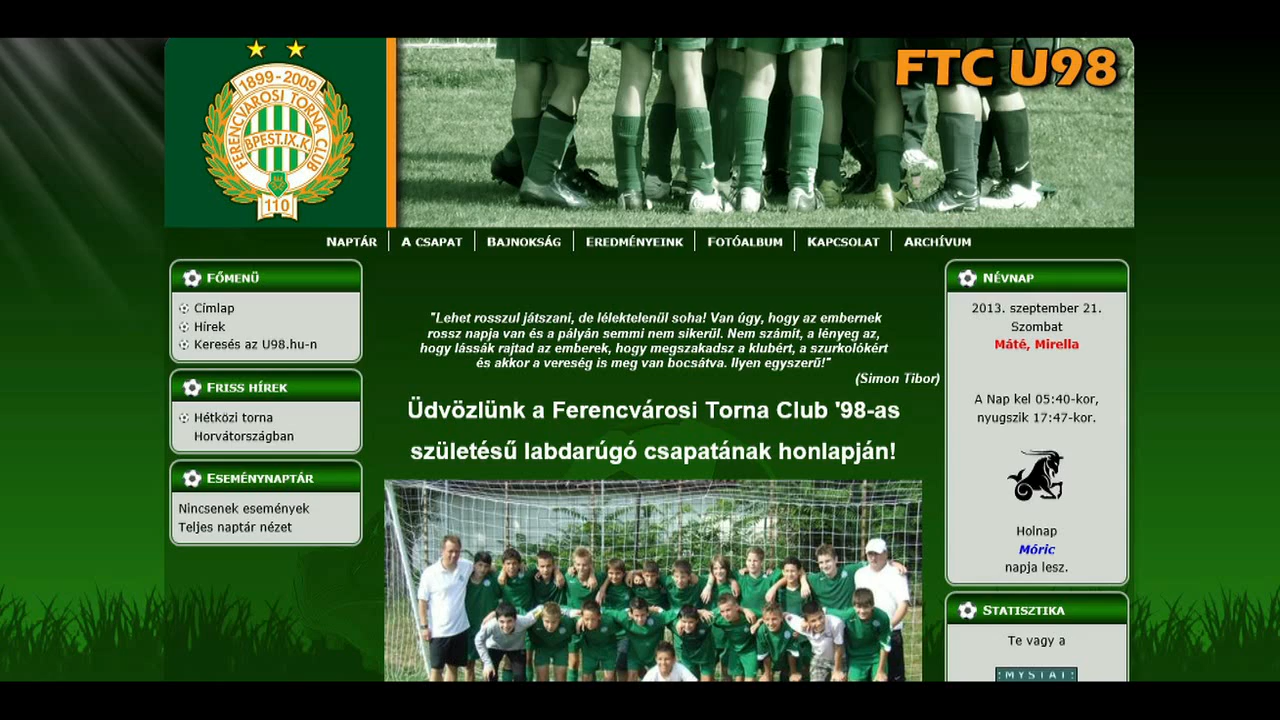 1899-2009
FERENCVÁROSI TORNA CLUB
BPEST.IX.K.
110
FTC U98
NAPTÁR
A CSAPAT
BAJNOKSÁG
EREDMÉNYEINK
FOTÓALBUM
KAPCSOLAT
ARCHÍVUM
FŐMENÜ
Címlap
Hírek
Keresés az U98.hu-n
FRISS HÍREK
Hétközi torna
Horvátországban
ESEMÉNYNAPTÁR
Nincsenek események
Teljes naptár nézet
"Lehet rosszul játszani, de lélektelenül soha! Van úgy, hogy az embernek
rossz napja van és a pályán semmi nem sikerül. Nem számít, a lényeg az,
hogy lássák rajtad az emberek, hogy megszakadsz a klubért, a szurkolókért
és akkor a vereség is meg van bocsátva. Ilyen egyszerű!"
(Simon Tibor)
Üdvözlünk a Ferencvárosi Torna Club '98-as
születésű labdarúgó csapatának honlapján!
NÉVNAP
2013. szeptember 21.
Szombat
Máté, Mirella
A Nap kel 05:40-kor,
nyugszik 17:47-kor.
Holnap
Móric
napja lesz.
STATISZTIKA
Te vagy a
MYSTAT